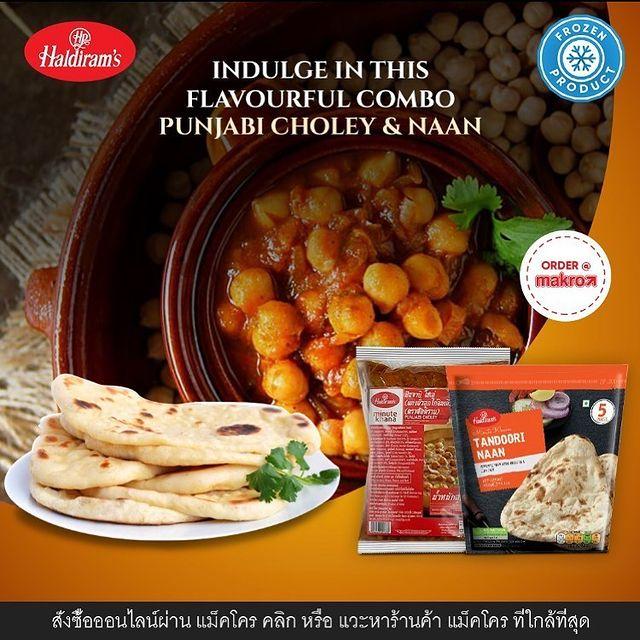 HRs
Haldiram's
FROZEN
PRODUCT
INDULGE IN THIS
FLAVOURFUL COMBO
PUNJABI CHOLEY & NAAN
ORDER @
makro
Haldiram's
minute
khana
PUNJABI CHOLEY
Haldiram's
Minute Khana
TANDOORI
NAAN
5
สั่งซื้อออนไลน์ผ่าน แม็คโคร คลิก หรือ แวะหาร้านค้า แม็คโคร ที่ใกล้ที่สุด